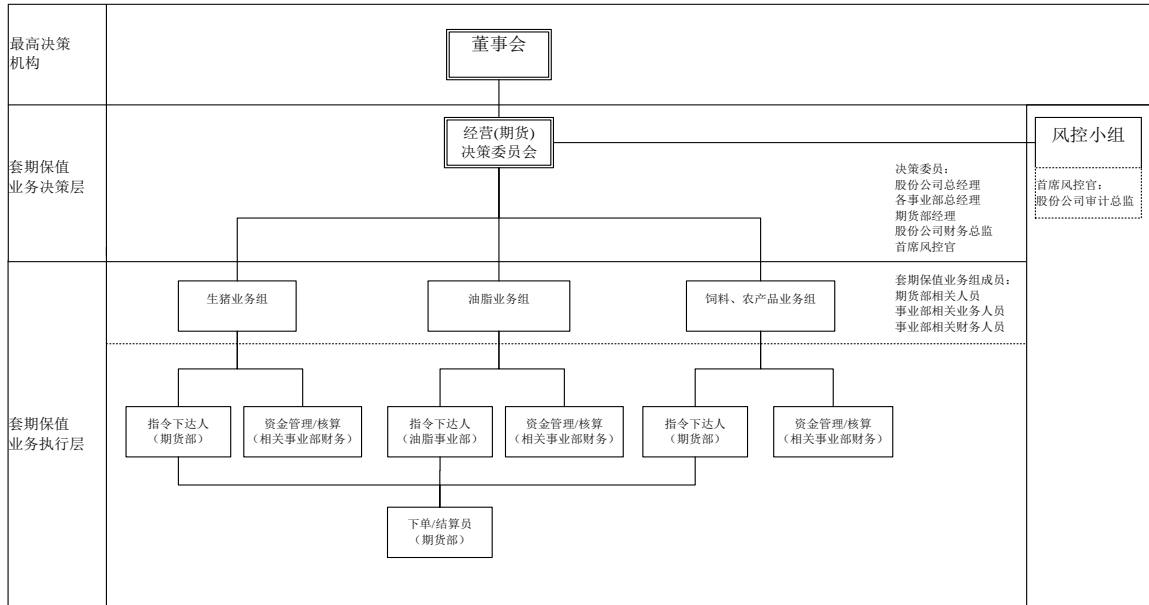 最高决策
机构
董事会
套期保值
业务决策层
经营(期货)
决策委员会
风控小组
首席风控官：
股份公司审计总监
决策委员：
股份公司总经理
各事业部总经理
期货部经理
股份公司财务总监
首席风控官
生猪业务组
油脂业务组
饲料、农产品业务组
套期保值业务组成员：
期货部相关人员
事业部相关业务人员
事业部相关财务人员
套期保值
业务执行层
指令下达人
（期货部）
资金管理/核算
（相关事业部财务）
指令下达人
（油脂事业部）
资金管理/核算
（相关事业部财务）
指令下达人
（期货部）
资金管理/核算
（相关事业部财务）
下单/结算员
（期货部）